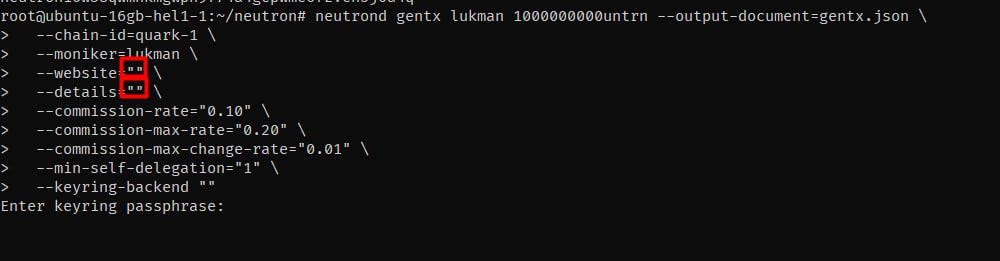 root@ubuntu-16gb-hel1-1:~/neutron# neutrond gentx lukman 1000000000untrn --output-document=gentx.json \
>   --chain-id=quark-1 \
>   --moniker=lukman \
>   --website="" \
>   --details="" \
>   --commission-rate="0.10" \
>   --commission-max-rate="0.20" \
>   --commission-max-change-rate="0.01" \
>   --min-self-delegation="1" \
>   --keyring-backend ""
Enter keyring passphrase: